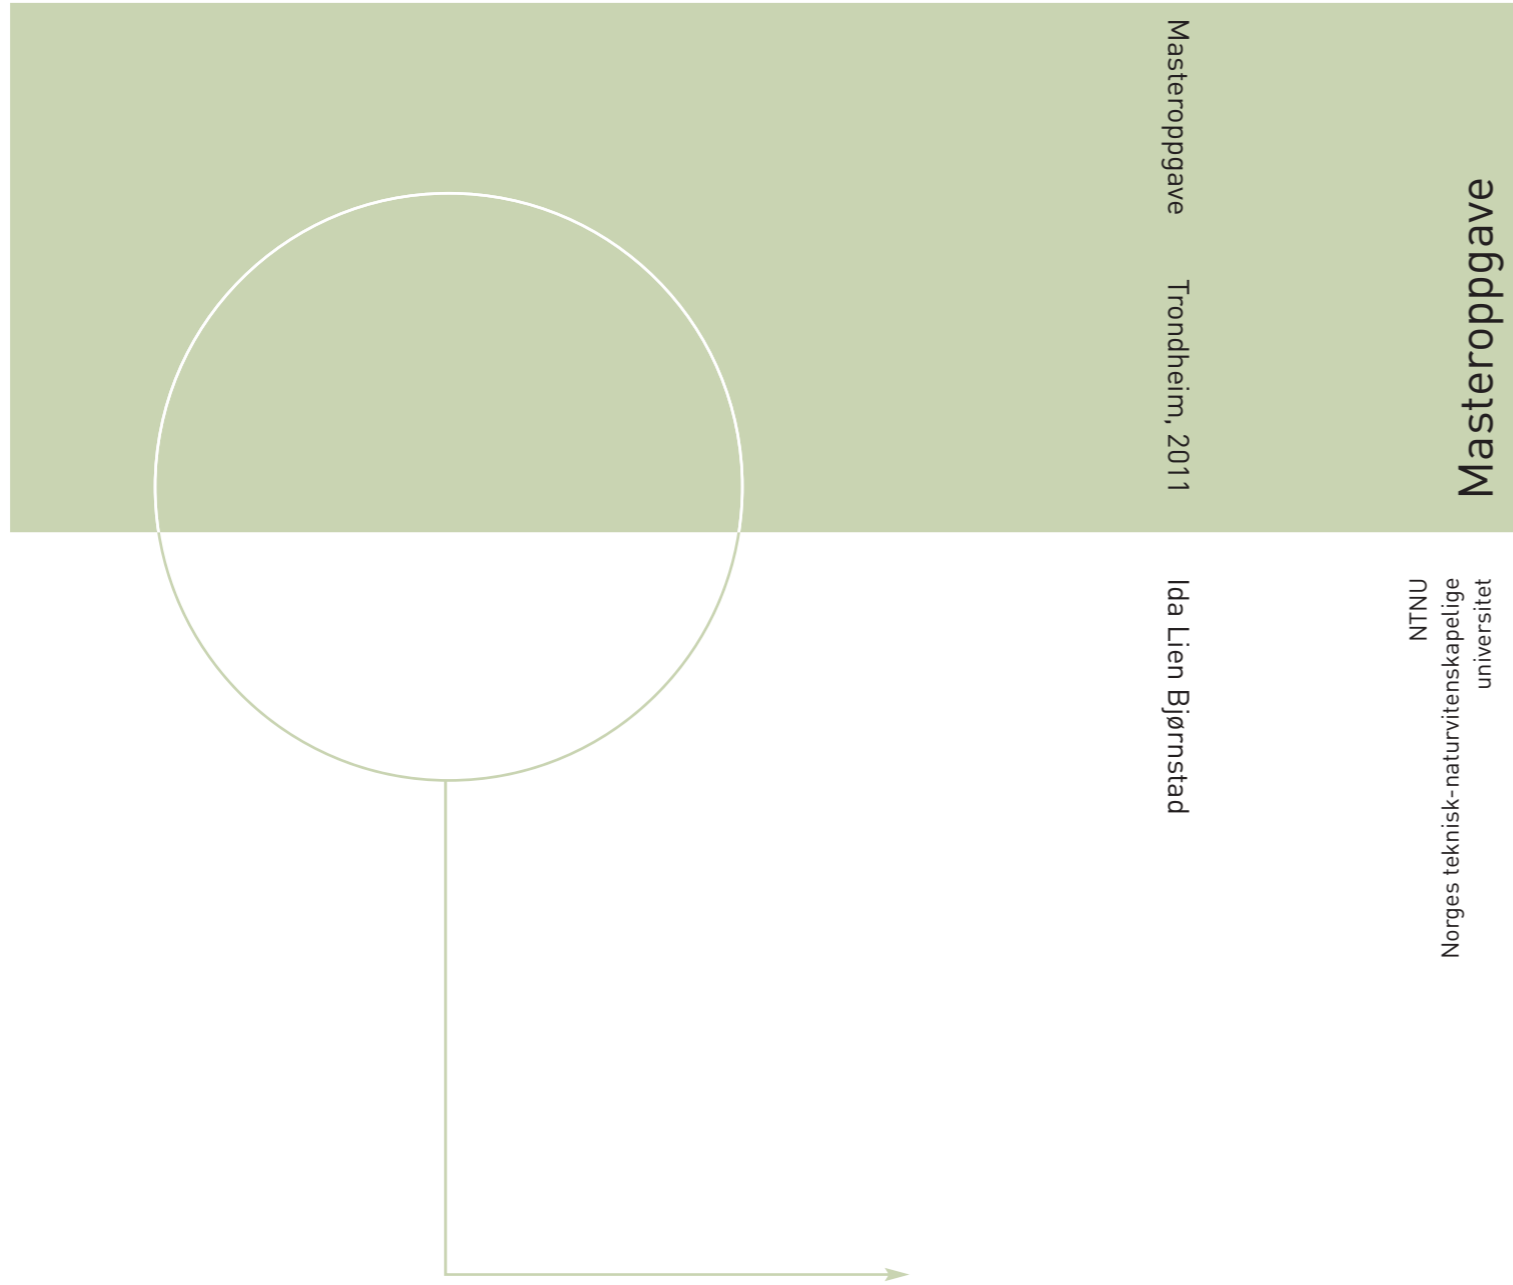 Masteroppgave
Trondheim, 2011
Ida Lien Bjørnstad
Masteroppgave
NTNU
Norges teknisk-naturvitenskapelige
universitet